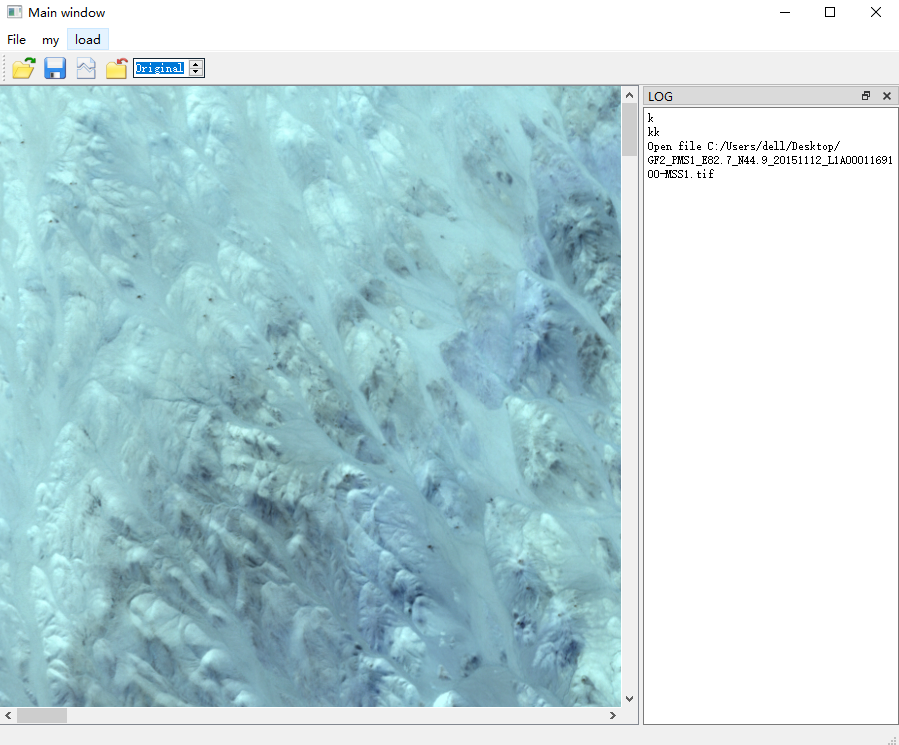 Main window
File my load
Original
LOG
k
kk
Open file C:/Users/dell/Desktop/
GF2_PMS1_E82.7_N44.9_20151112_L1A00011691
00-MSS1.tif